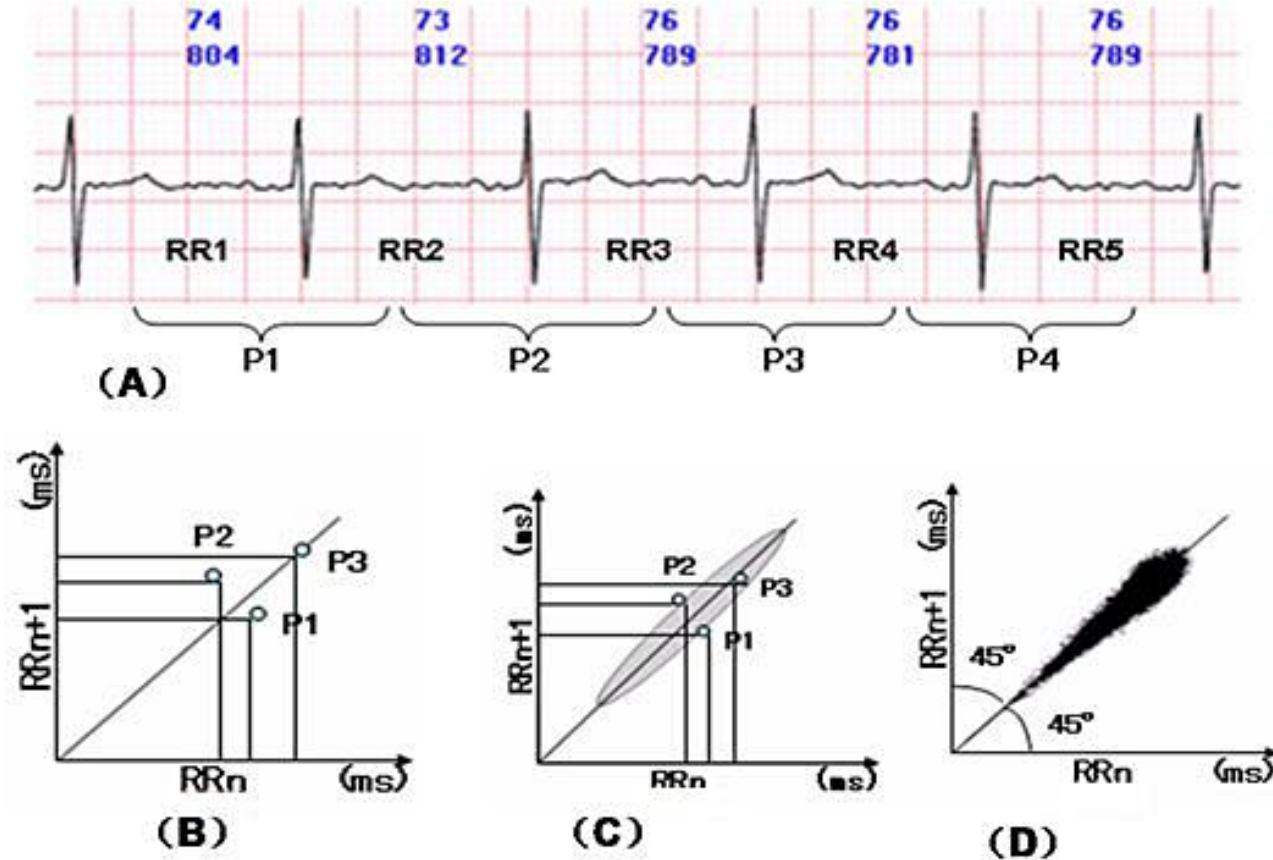 74 73 76 76 76
804 812 789 781 789
RR1 RR2 RR3 RR4 RR5
P1 P2 P3 P4
(A)
RRn+1 (ms)
P2
P3
P1
RRn (ms)
(B)
RRn+1 (ms)
P2
P3
P1
RRn (ms)
(C)
RRn+1 (ms)
45°
45°
RRn (ms)
(D)